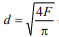 d = √(4F/π)